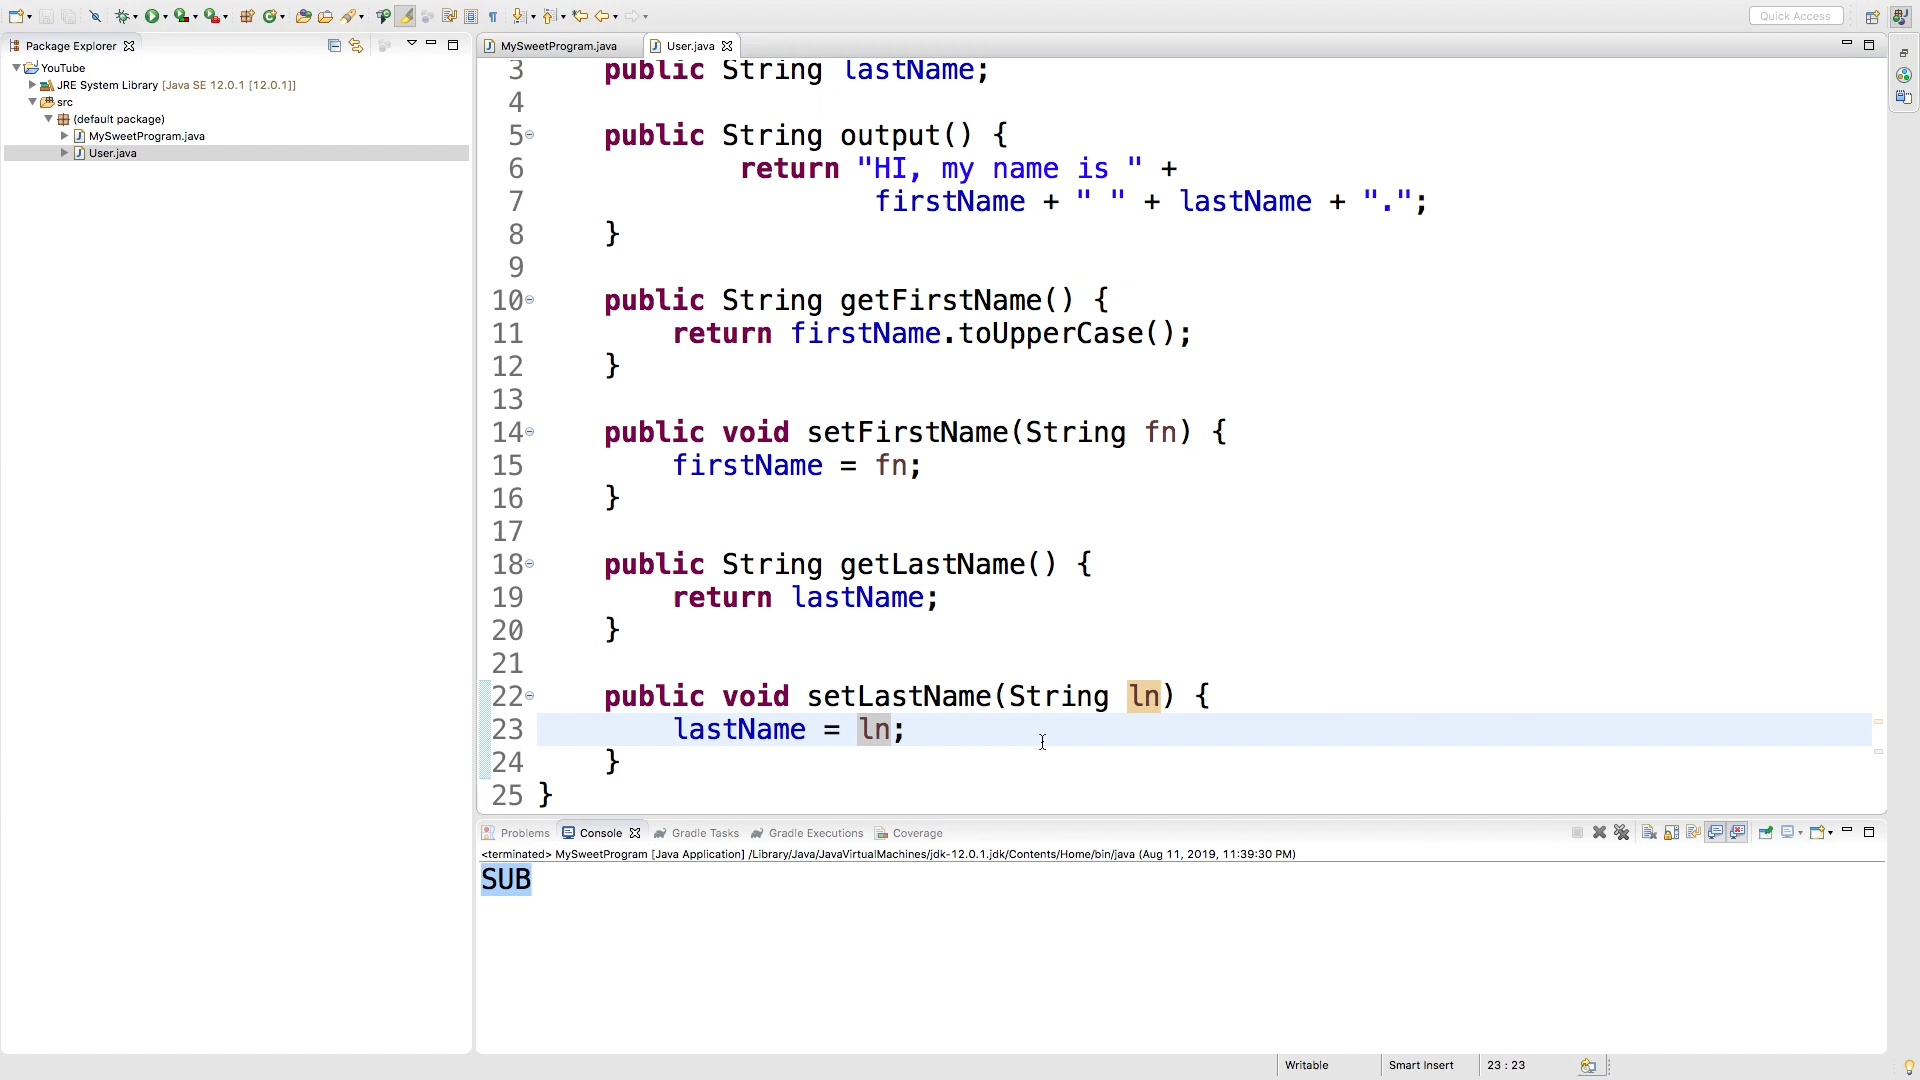 Quick Access
Package Explorer
YouTube
JRE System Library [Java SE 12.0.1 [12.0.1]]
src
(default package)
MySweetProgram.java
User.java
MySweetProgram.java
User.java
3 public String lastName;
4
5 public String output() {
6 return "HI, my name is " +
7 firstName + " " + lastName + ".";
8 }
9
10 public String getFirstName() {
11 return firstName.toUpperCase();
12 }
13
14 public void setFirstName(String fn) {
15 firstName = fn;
16 }
17
18 public String getLastName() {
19 return lastName;
20 }
21
22 public void setLastName(String ln) {
23 lastName = ln;
24 }
25 }
Problems Console Gradle Tasks Gradle Executions Coverage
<terminated> MySweetProgram [Java Application] /Library/Java/JavaVirtualMachines/jdk-12.0.1.jdk/Contents/Home/bin/java (Aug 11, 2019, 11:39:30 PM)
SUB
Writable Smart Insert 23 : 23